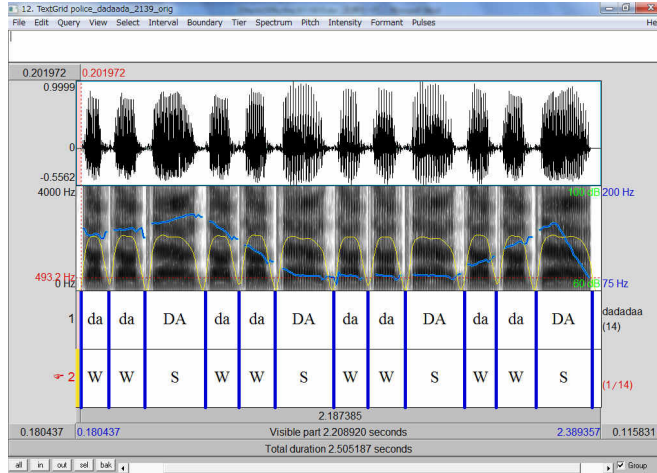 12. TextGrid police_dadaada_2139_orig
File Edit Query View Select Interval Boundary Tier Spectrum Pitch Intensity Formant Pulses He
0.201972 0.201972
0.9999
0
-0.5562
4000 Hz 100 dB 200 Hz
493.2 Hz
0 Hz 60 dB 75 Hz
1 da da DA da da DA da da DA da da DA dadadaa
(14)
2 W W S W W S W W S W W S (1/14)
2.187385
0.180437 0.180437 Visible part 2.208920 seconds 2.389357 0.115831
Total duration 2.505187 seconds
all in out sel bak Group